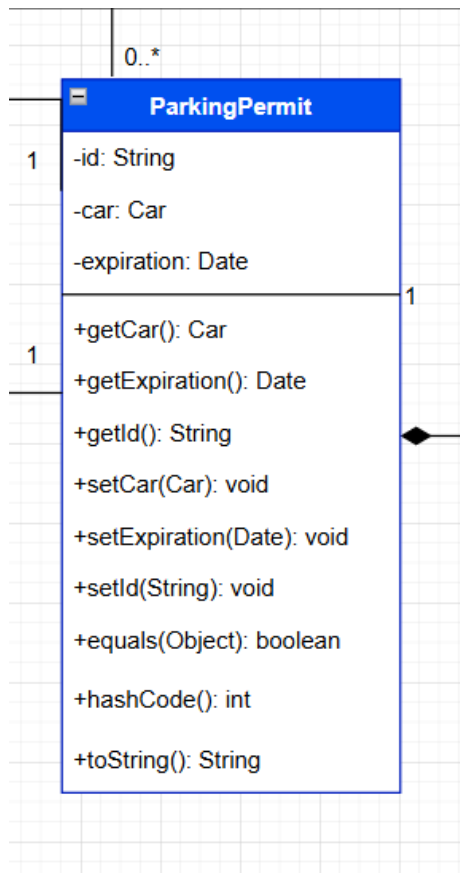 0..*
ParkingPermit
1
-id: String
-car: Car
-expiration: Date
1
+getCar(): Car
1
+getExpiration(): Date
+getId(): String
+setCar(Car): void
+setExpiration(Date): void
+setId(String): void
+equals(Object): boolean
+hashCode(): int
+toString(): String